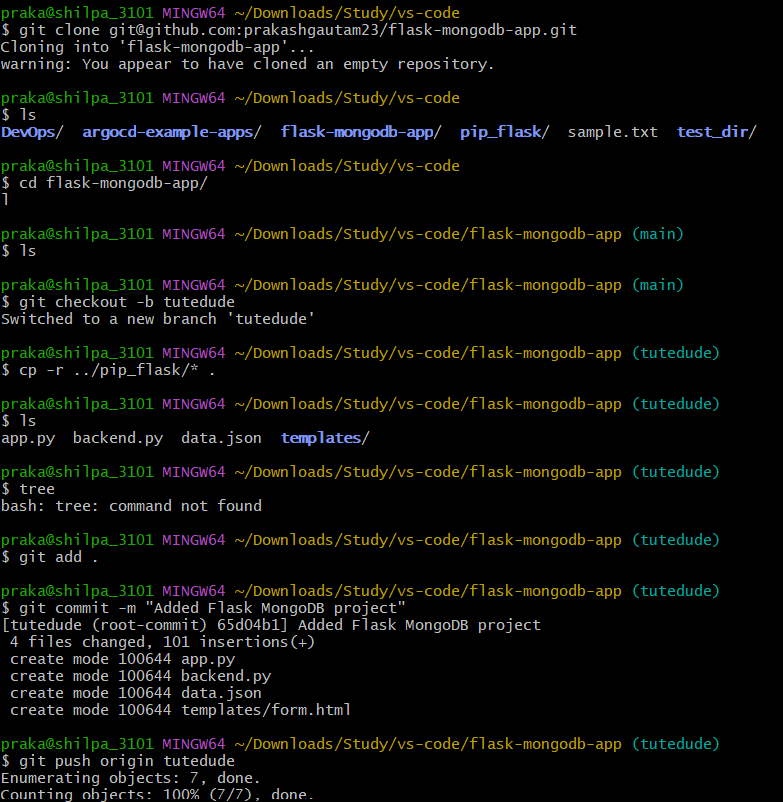 praka@shilpa_3101 MINGW64 ~/Downloads/Study/vs-code
$ git clone git@github.com:prakashgautam23/flask-mongodb-app.git
Cloning into 'flask-mongodb-app'...
warning: You appear to have cloned an empty repository.
praka@shilpa_3101 MINGW64 ~/Downloads/Study/vs-code
$ ls
DevOps/  argocd-example-apps/  flask-mongodb-app/  pip_flask/  sample.txt  test_dir/
praka@shilpa_3101 MINGW64 ~/Downloads/Study/vs-code
$ cd flask-mongodb-app/
l
praka@shilpa_3101 MINGW64 ~/Downloads/Study/vs-code/flask-mongodb-app (main)
$ ls
praka@shilpa_3101 MINGW64 ~/Downloads/Study/vs-code/flask-mongodb-app (main)
$ git checkout -b tutedude
Switched to a new branch 'tutedude'
praka@shilpa_3101 MINGW64 ~/Downloads/Study/vs-code/flask-mongodb-app (tutedude)
$ cp -r ../pip_flask/* .
praka@shilpa_3101 MINGW64 ~/Downloads/Study/vs-code/flask-mongodb-app (tutedude)
$ ls
app.py  backend.py  data.json  templates/
praka@shilpa_3101 MINGW64 ~/Downloads/Study/vs-code/flask-mongodb-app (tutedude)
$ tree
bash: tree: command not found
praka@shilpa_3101 MINGW64 ~/Downloads/Study/vs-code/flask-mongodb-app (tutedude)
$ git add .
praka@shilpa_3101 MINGW64 ~/Downloads/Study/vs-code/flask-mongodb-app (tutedude)
$ git commit -m "Added Flask MongoDB project"
[tutedude (root-commit) 65d04b1] Added Flask MongoDB project
 4 files changed, 101 insertions(+)
 create mode 100644 app.py
 create mode 100644 backend.py
 create mode 100644 data.json
 create mode 100644 templates/form.html
praka@shilpa_3101 MINGW64 ~/Downloads/Study/vs-code/flask-mongodb-app (tutedude)
$ git push origin tutedude
Enumerating objects: 7, done.
Counting objects: 100% (7/7), done.